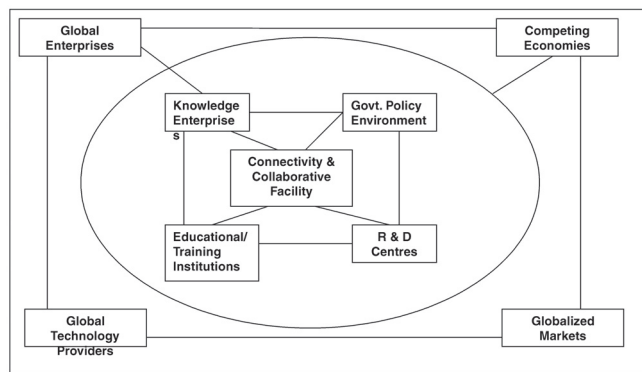 Global
Enterprises
Competing
Economies
Knowledge
Enterprise
s
Govt. Policy
Environment
Connectivity &
Collaborative
Facility
Educational/
Training
Institutions
R & D
Centres
Global
Technology
Providers
Globalized
Markets